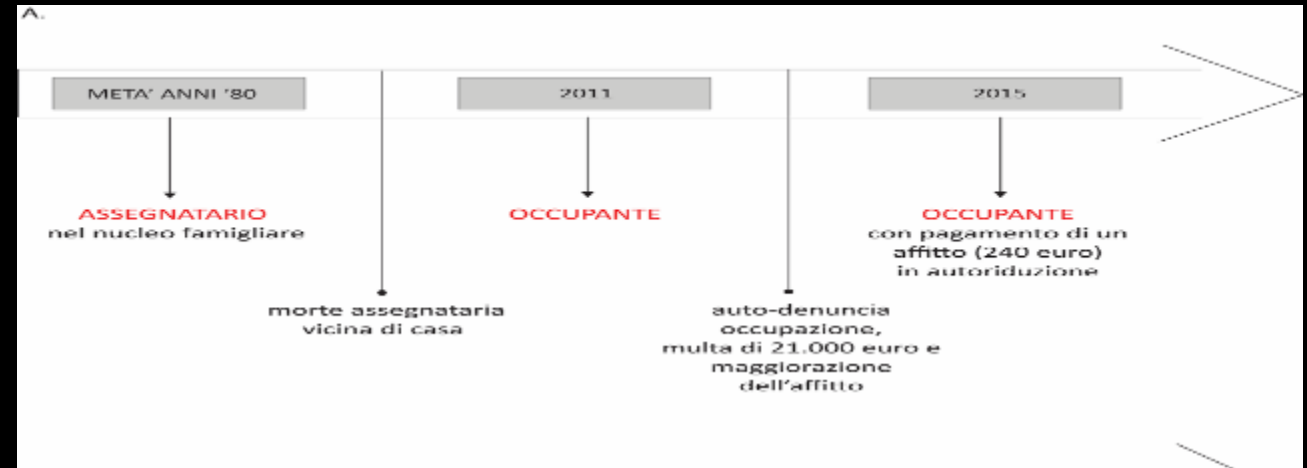 A.
META' ANNI '80
2011
2015
ASSEGNATARIO
nel nucleo famigliare
OCCUPANTE
OCCUPANTE
con pagamento di un
affitto (240 euro)
in autoriduzione
morte assegnataria
vicina di casa
auto-denuncia
occupazione,
multa di 21.000 euro e
maggiorazione
dell'affitto